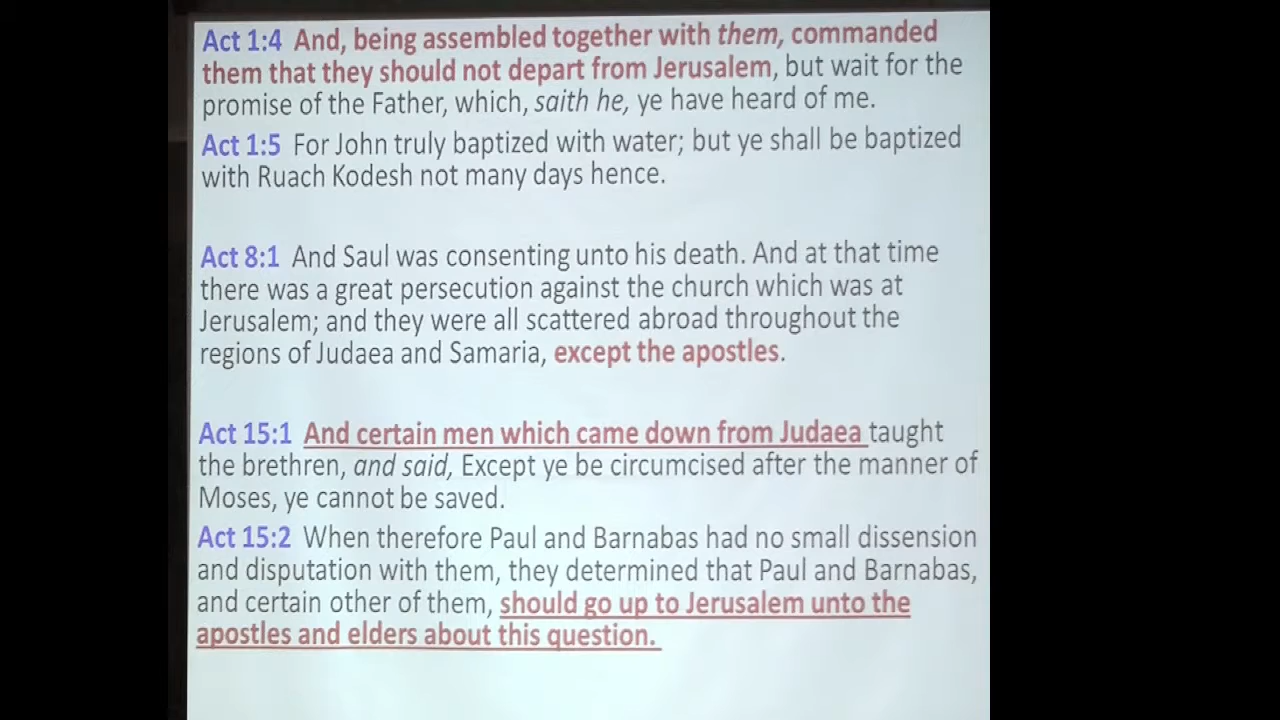 Act 1:4 And, being assembled together with them, commanded
them that they should not depart from Jerusalem, but wait for the
promise of the Father, which, saith he, ye have heard of me.
Act 1:5 For John truly baptized with water; but ye shall be baptized
with Ruach Kodesh not many days hence.
Act 8:1 And Saul was consenting unto his death. And at that time
there was a great persecution against the church which was at
Jerusalem; and they were all scattered abroad throughout the
regions of Judaea and Samaria, except the apostles.
Act 15:1 And certain men which came down from Judaea taught
the brethren, and said, Except ye be circumcised after the manner of
Moses, ye cannot be saved.
Act 15:2 When therefore Paul and Barnabas had no small dissension
and disputation with them, they determined that Paul and Barnabas,
and certain other of them, should go up to Jerusalem unto the
apostles and elders about this question.